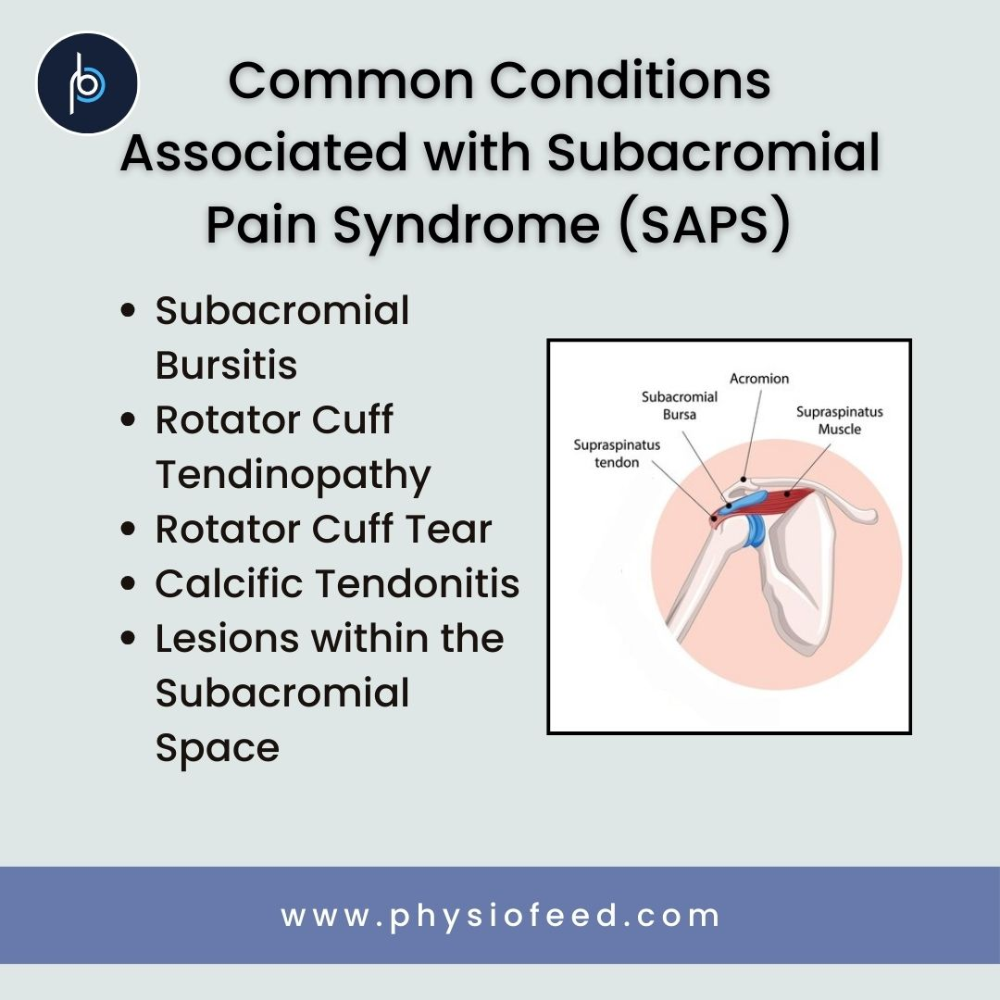 Common Conditions
Associated with Subacromial
Pain Syndrome (SAPS)
• Subacromial
Bursitis
• Rotator Cuff
Tendinopathy
• Rotator Cuff Tear
• Calcific Tendonitis
• Lesions within the
Subacromial
Space
Acromion
Subacromial
Bursa
Supraspinatus
Muscle
Supraspinatus
tendon
www.physiofeed.com